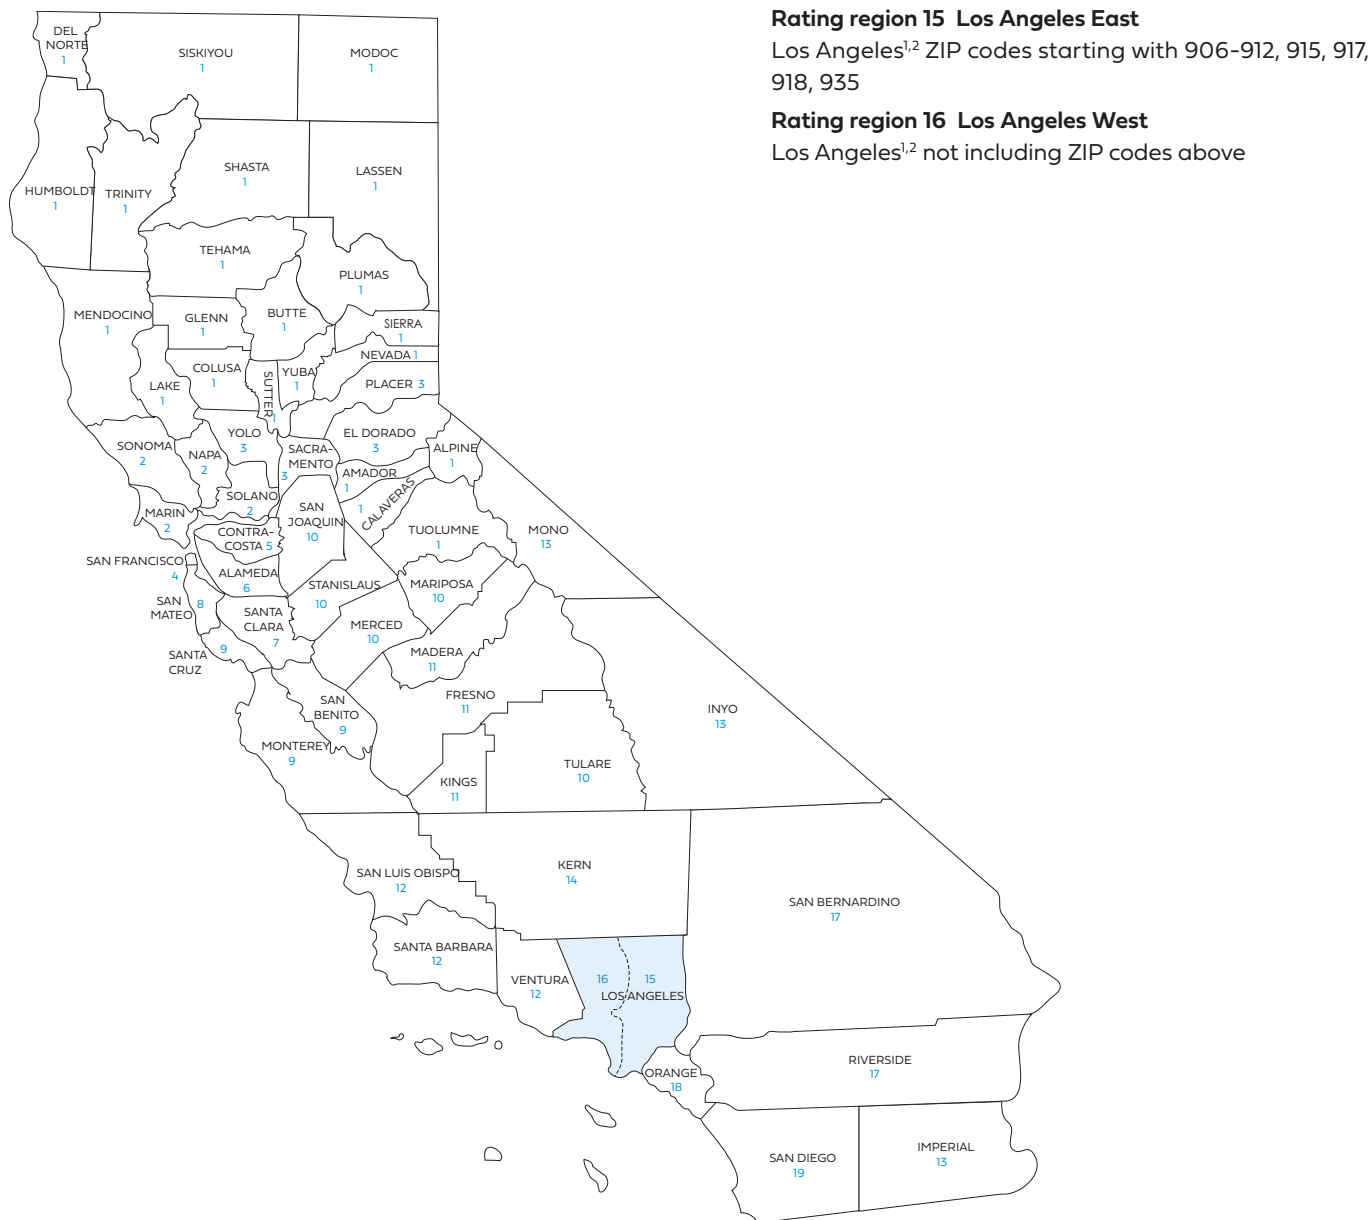 Rating region 15 Los Angeles East
Los Angeles1,2 ZIP codes starting with 906-912, 915, 917,
918, 935
Rating region 16 Los Angeles West
Los Angeles1,2 not including ZIP codes above
DEL
NORTE
1
SISKIYOU
1
MODOC
1
HUMBOLDT
1
TRINITY
1
SHASTA
1
LASSEN
1
TEHAMA
1
PLUMAS
1
MENDOCINO
1
GLENN
1
BUTTE
1
SIERRA
1
NEVADA 1
PLACER 3
LAKE
1
COLUSA
1
SUTTER
1
YUBA
1
SONOMA
2
NAPA
2
YOLO
3
SACRA-
MENTO
3
EL DORADO
3
ALPINE
1
AMADOR
1
CALAVERAS
1
SOLANO
2
MARIN
2
SAN
JOAQUIN
10
CONTRA-
COSTA 5
TUOLUMNE
1
MONO
13
SAN FRANCISCO
4
ALAMEDA
6
STANISLAUS
10
MARIPOSA
10
SAN
MATEO
8
SANTA
CLARA
7
MERCED
10
SANTA
CRUZ
9
MADERA
11
FRESNO
11
SAN
BENITO
9
MONTEREY
9
INYO
13
KINGS
11
TULARE
10
SAN LUIS OBISPO
12
KERN
14
SAN BERNARDINO
17
SANTA BARBARA
12
VENTURA
12
16
15
LOS ANGELES
ORANGE
18
RIVERSIDE
17
SAN DIEGO
19
IMPERIAL
13